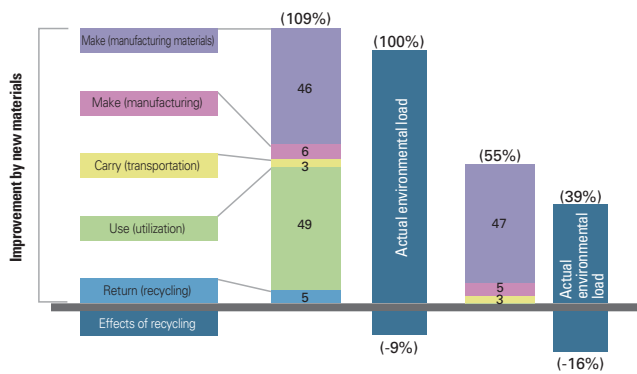 Improvement by new materials
Make (manufacturing materials)
Make (manufacturing)
Carry (transportation)
Use (utilization)
Return (recycling)
Effects of recycling
(109%)
46
6
3
49
5
(100%)
Actual environmental load
(-9%)
(55%)
47
5
3
(39%)
Actual
environmental
load
(-16%)